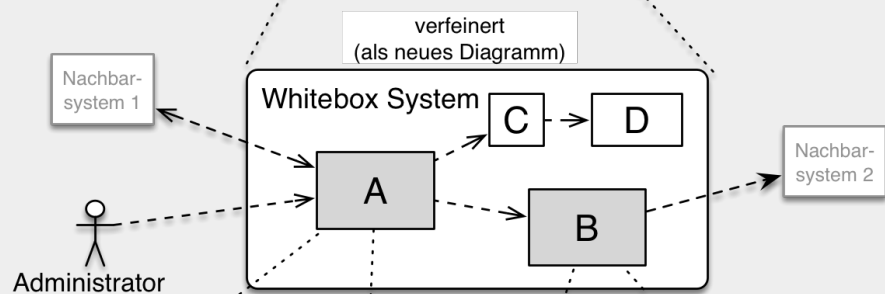 verfeinert
(als neues Diagramm)
Nachbar-
system 1
Whitebox System
C
D
A
B
Nachbar-
system 2
Administrator